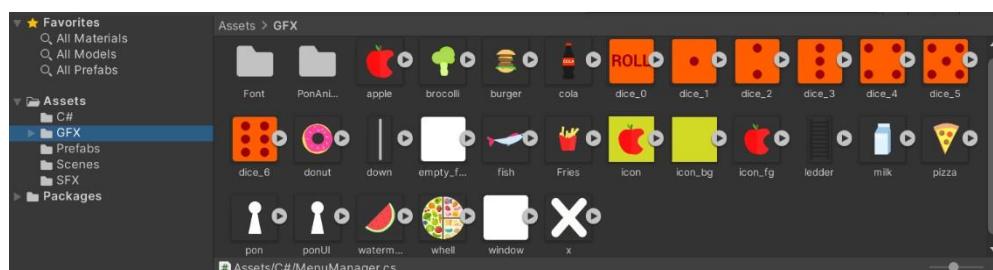 Favorites
All Materials
All Models
All Prefabs
Assets
C#
GFX
Prefabs
Scenes
SFX
Packages
Assets > GFX
Font PonAni... apple brocolli burger cola dice_0 dice_1 dice_2 dice_3 dice_4 dice_5
ROLL
dice_6 donut down empty_f... fish Fries icon icon_bg icon_fg ledder milk pizza
pon ponUI waterm... whell window x
Assets/C#/MenuManager.cs